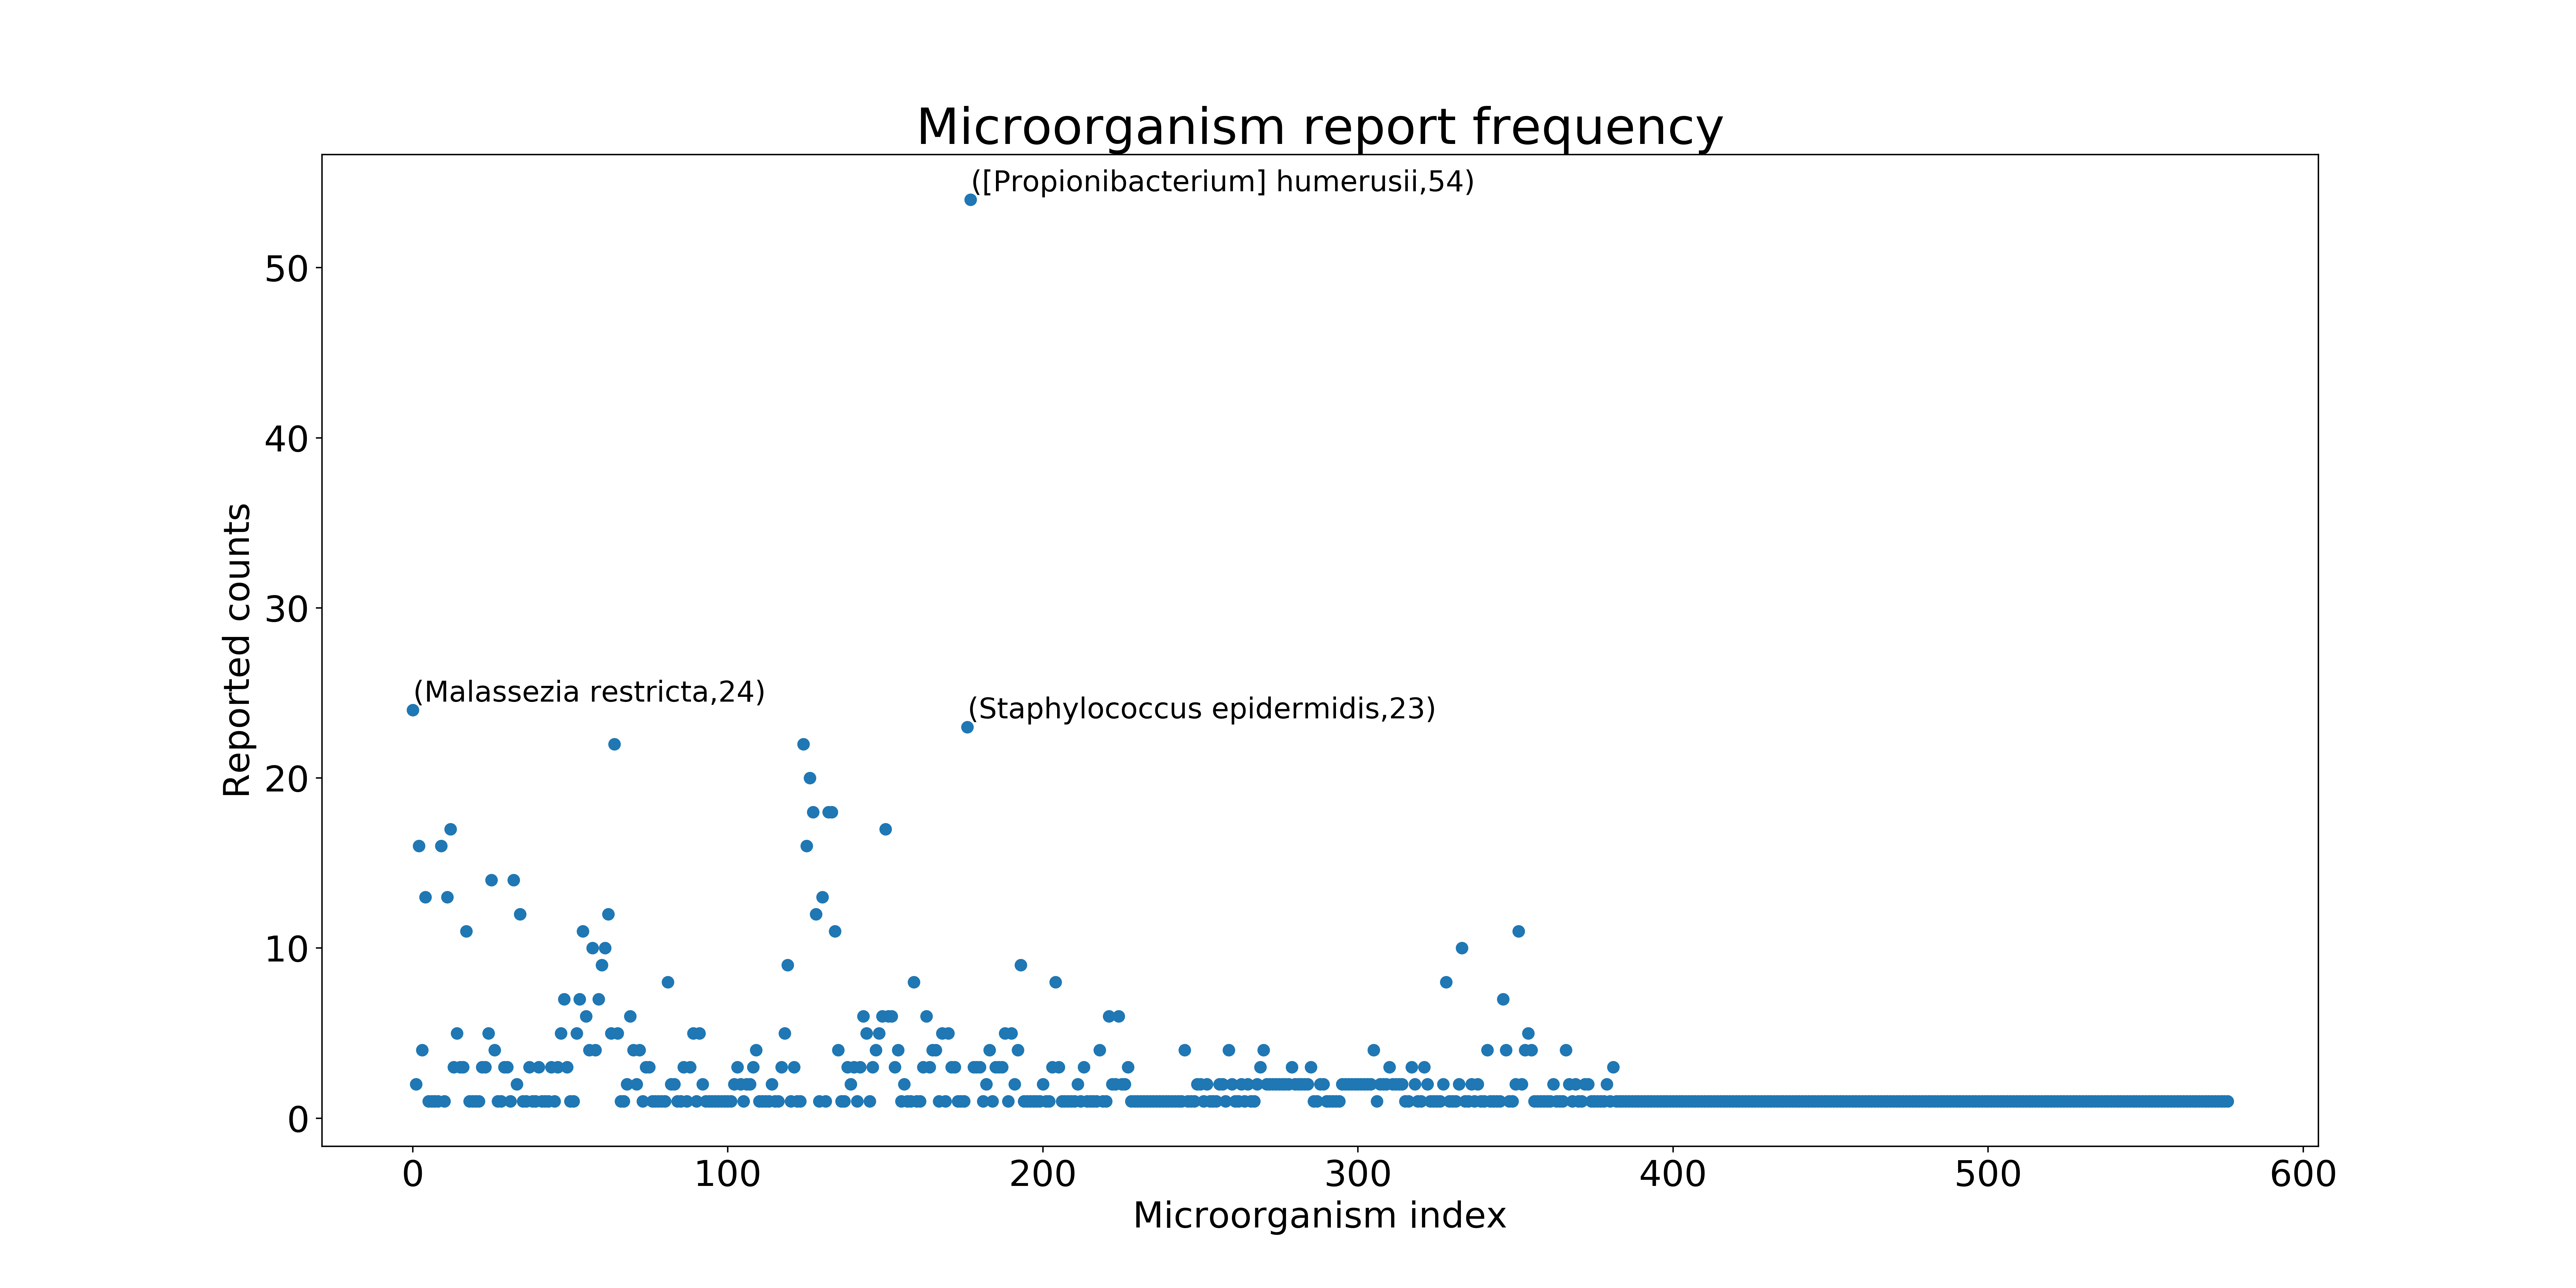 Microorganism report frequency
([Propionibacterium] humerusii,54)
50
40
30
(Malassezia restricta,24)
(Staphylococcus epidermidis,23)
20
10
0
Reported counts
0 100 200 300 400 500 600
Microorganism index